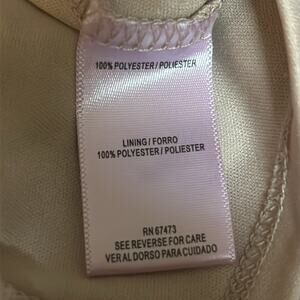 100% POLYESTER / POLIESTER
LINING / FORRO
100% POLYESTER / POLIESTER
RN 67473
SEE REVERSE FOR CARE
VER AL DORSO PARA CUIDADO